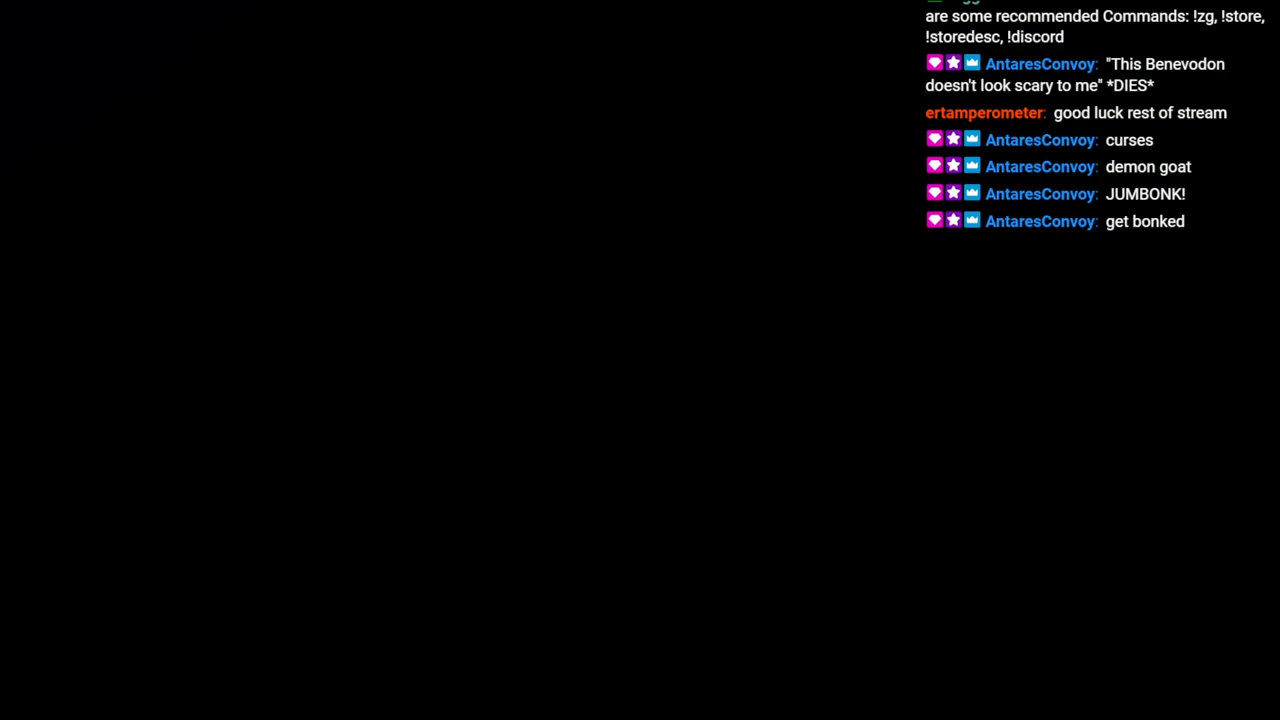 are some recommended Commands: !zg, !store,
!storedesc, !discord
AntaresConvoy: "This Benevodon
doesn't look scary to me" *DIES*
ertamperometer: good luck rest of stream
AntaresConvoy: curses
AntaresConvoy: demon goat
AntaresConvoy: JUMBONK!
AntaresConvoy: get bonked